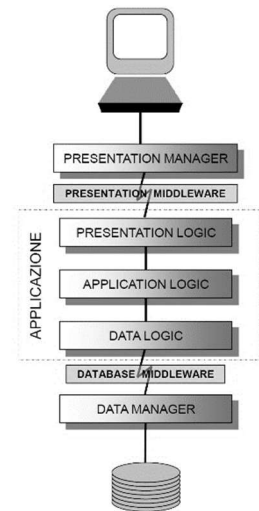 PRESENTATION MANAGER
PRESENTATION MIDDLEWARE
APPLICAZIONE
PRESENTATION LOGIC
APPLICATION LOGIC
DATA LOGIC
DATABASE MIDDLEWARE
DATA MANAGER